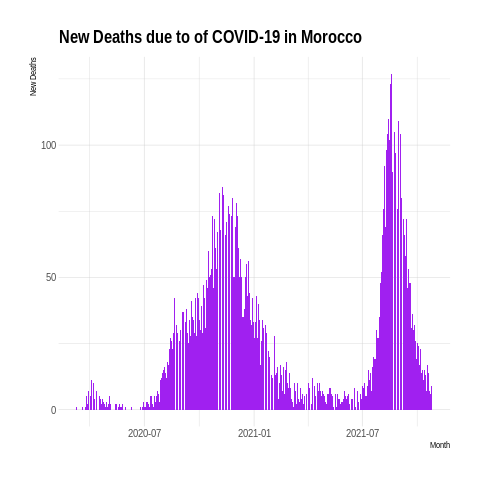 New Deaths due to of COVID-19 in Morocco
New Deaths
100
50
0
2020-07 2021-01 2021-07
Month